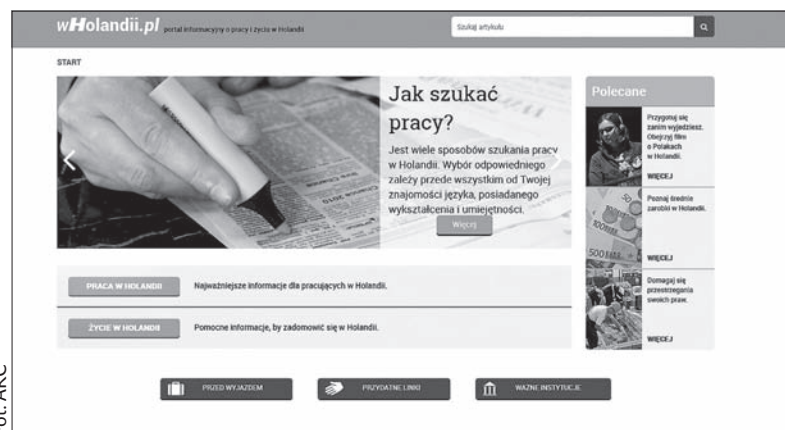 wHolandii.pl portal informacyjny o pracy i życiu w Holandii
Szukaj artykułu
START
Jak szukać
pracy?
Jest wiele sposobów szukania pracy
w Holandii. Wybór odpowiedniego
zależy przede wszystkim od Twojej
znajomości języka, posiadanego
wykształcenia i umiejętności.
Więcej
Polecane
Przygotuj się
zanim wyjedziesz.
Obejrzyj film
o Polakach
w Holandii.
WIĘCEJ
Poznaj średnie
zarobki w Holandii.
WIĘCEJ
Domagaj się
przestrzegania
swoich praw.
WIĘCEJ
PRACA W HOLANDII Najważniejsze informacje dla pracujących w Holandii.
ŻYCIE W HOLANDII Pomocne informacje, by zadomowić się w Holandii.
PRZED WYJAZDEM PRZYDATNE LINKI WAŻNE INSTYTUCJE
ot. ARC